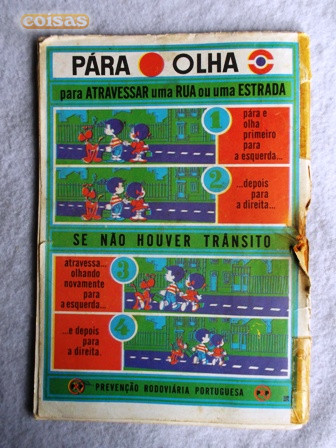 coisas
PÁRA OLHA
para ATRAVESSAR uma RUA ou uma ESTRADA
1
pára e
olha
primeiro
para
a esquerda...
2
...depois
para
a direita...
SE NÃO HOUVER TRÂNSITO
atravessa...
olhando
novamente
para
a esquerda...
3
...e depois
para
a direita.
4
PREVENÇÃO RODOVIÁRIA PORTUGUESA